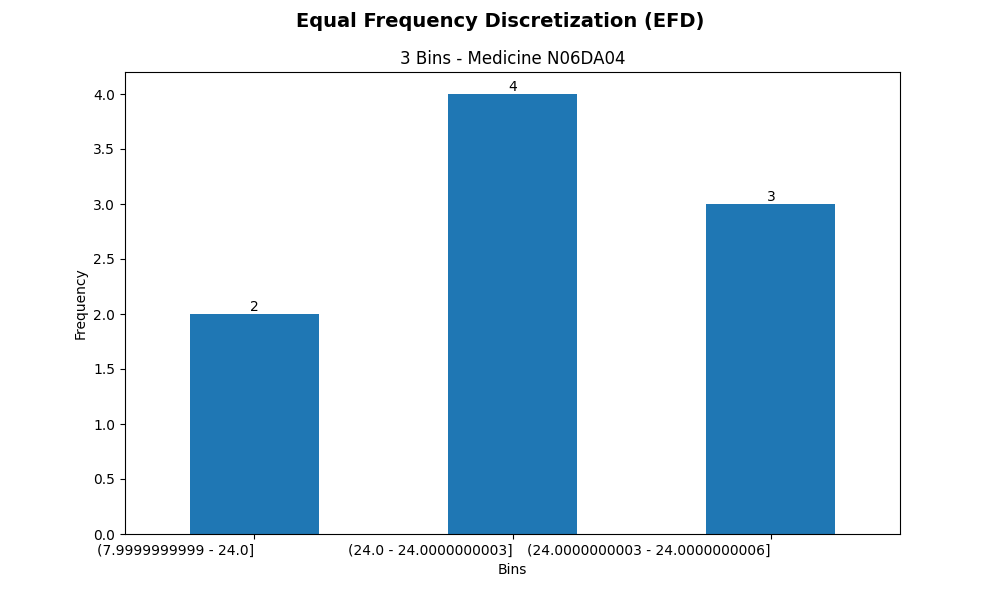 Equal Frequency Discretization (EFD)
3 Bins - Medicine N06DA04
4
4.0
3.5
3
3.0
2.5
2
2.0
1.5
1.0
0.5
0.0
Frequency
(7.9999999999 - 24.0]
(24.0 - 24.0000000003]
(24.0000000003 - 24.0000000006]
Bins